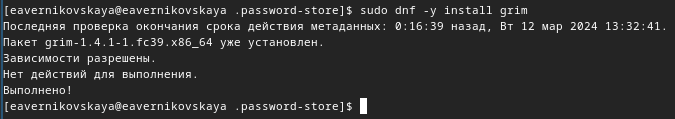 [eavernikovskaya@eavernikovskaya .password-store]$ sudo dnf -y install grim
Последняя проверка окончания срока действия метаданных: 0:16:39 назад, Вт 12 мар 2024 13:32:41.
Пакет grim-1.4.1-1.fc39.x86_64 уже установлен.
Зависимости разрешены.
Нет действий для выполнения.
Выполнено!
[eavernikovskaya@eavernikovskaya .password-store]$